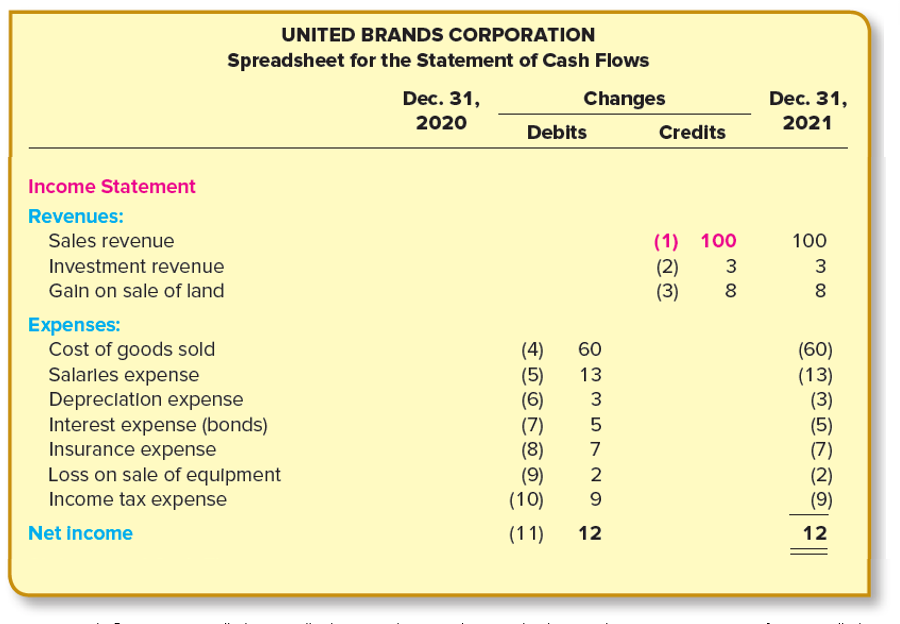 UNITED BRANDS CORPORATION
Spreadsheet for the Statement of Cash Flows
Dec. 31, 2020 Changes Dec. 31, 2021
Debits Credits
Income Statement
Revenues:
Sales revenue (1) 100 100
Investment revenue (2) 3 3
Gain on sale of land (3) 8 8
Expenses:
Cost of goods sold (4) 60 (60)
Salaries expense (5) 13 (13)
Depreciation expense (6) 3 (3)
Interest expense (bonds) (7) 5 (5)
Insurance expense (8) 7 (7)
Loss on sale of equipment (9) 2 (2)
Income tax expense (10) 9 (9)
Net income (11) 12 12